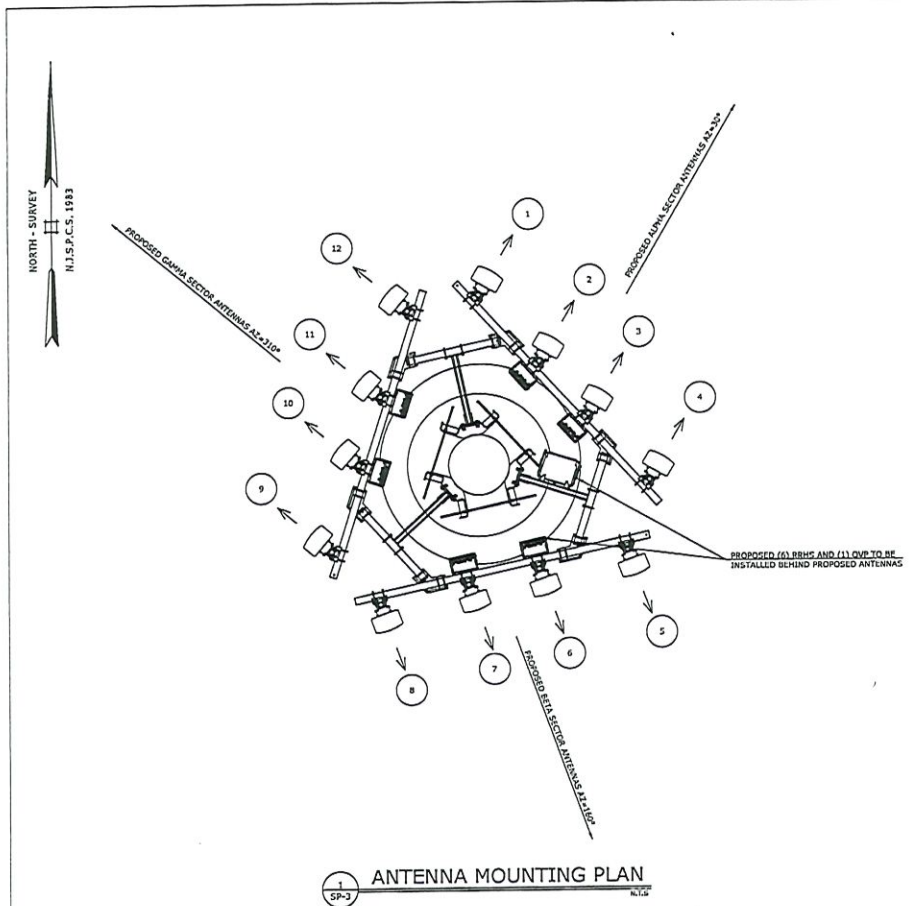 NORTH - SURVEY
N.J.S.P.C.S. 1983
PROPOSED GAMMA SECTOR ANTENNAS AZ=310°
PROPOSED ALPHA SECTOR ANTENNAS AZ=30°
1
2
3
4
12
11
10
9
PROPOSED (6) RRHS AND (1) OVP TO BE
INSTALLED BEHIND PROPOSED ANTENNAS
5
6
7
8
PROPOSED BETA SECTOR ANTENNAS AZ=160°
1
SP-3
ANTENNA MOUNTING PLAN
N.T.S